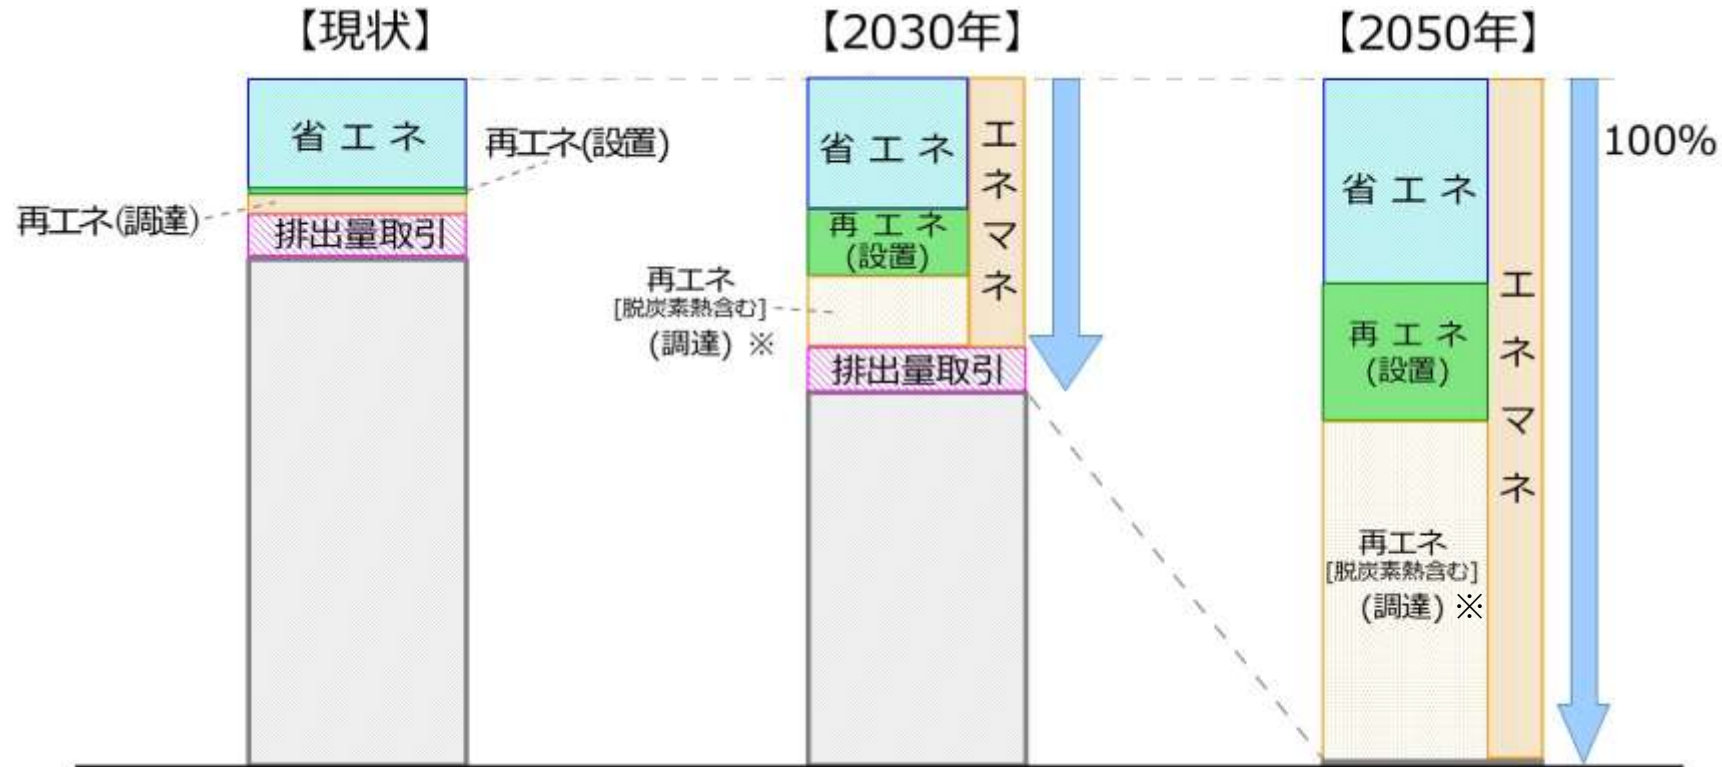 【現状】
省エネ
再エネ(設置)
再エネ(調達)
排出量取引
【2030年】
省エネ
再エネ
(設置)
エネマネ
再エネ
[脱炭素熱含む]
(調達) ※
排出量取引
【2050年】
100%
省エネ
再エネ
(設置)
エネマネ
再エネ
[脱炭素熱含む]
(調達) ※